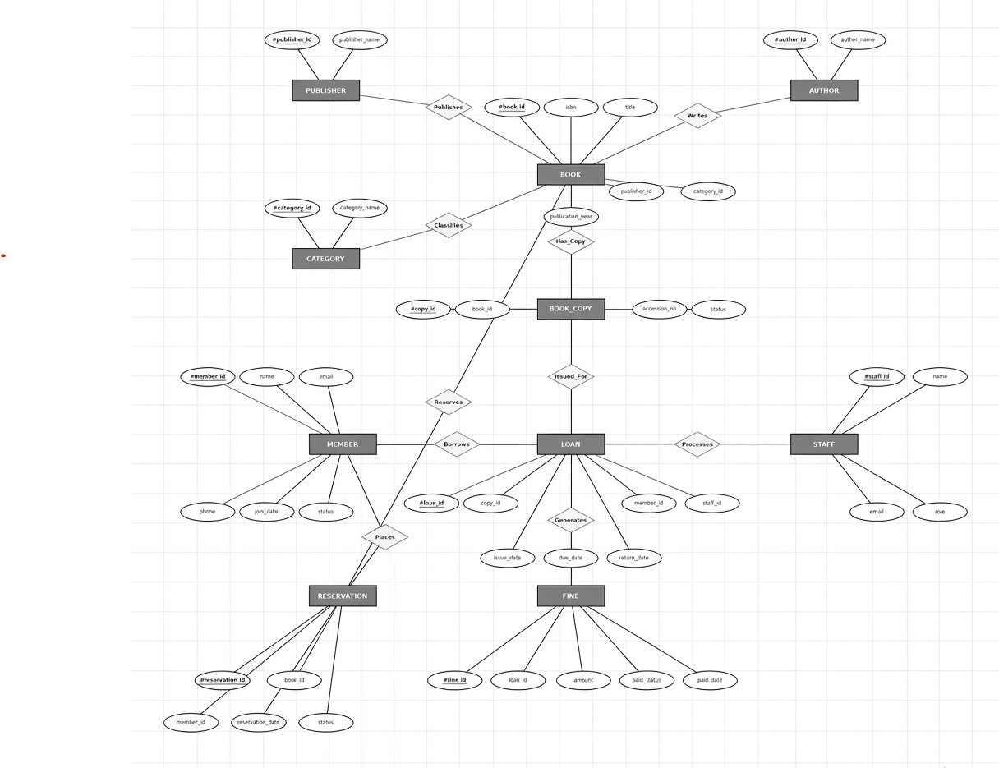 #publisher_id
publisher_name
#auther_id
auther_name
PUBLISHER
AUTHOR
Publishes
#book_id
isbn
title
Writes
BOOK
publisher_id
category_id
#category_id
category_name
publication_year
Classifies
Has_Copy
CATEGORY
#copy_id
book_id
BOOK_COPY
accession_no
status
#member_id
name
email
Issued_For
#staff_id
name
Reserves
MEMBER
Borrows
LOAN
Processes
STAFF
phone
join_date
status
#loan_id
copy_id
member_id
staff_id
email
role
Generates
Places
issue_date
due_date
return_date
RESERVATION
FINE
#reservation_id
book_id
#fine_id
loan_id
amount
paid_status
paid_date
member_id
reservation_date
status